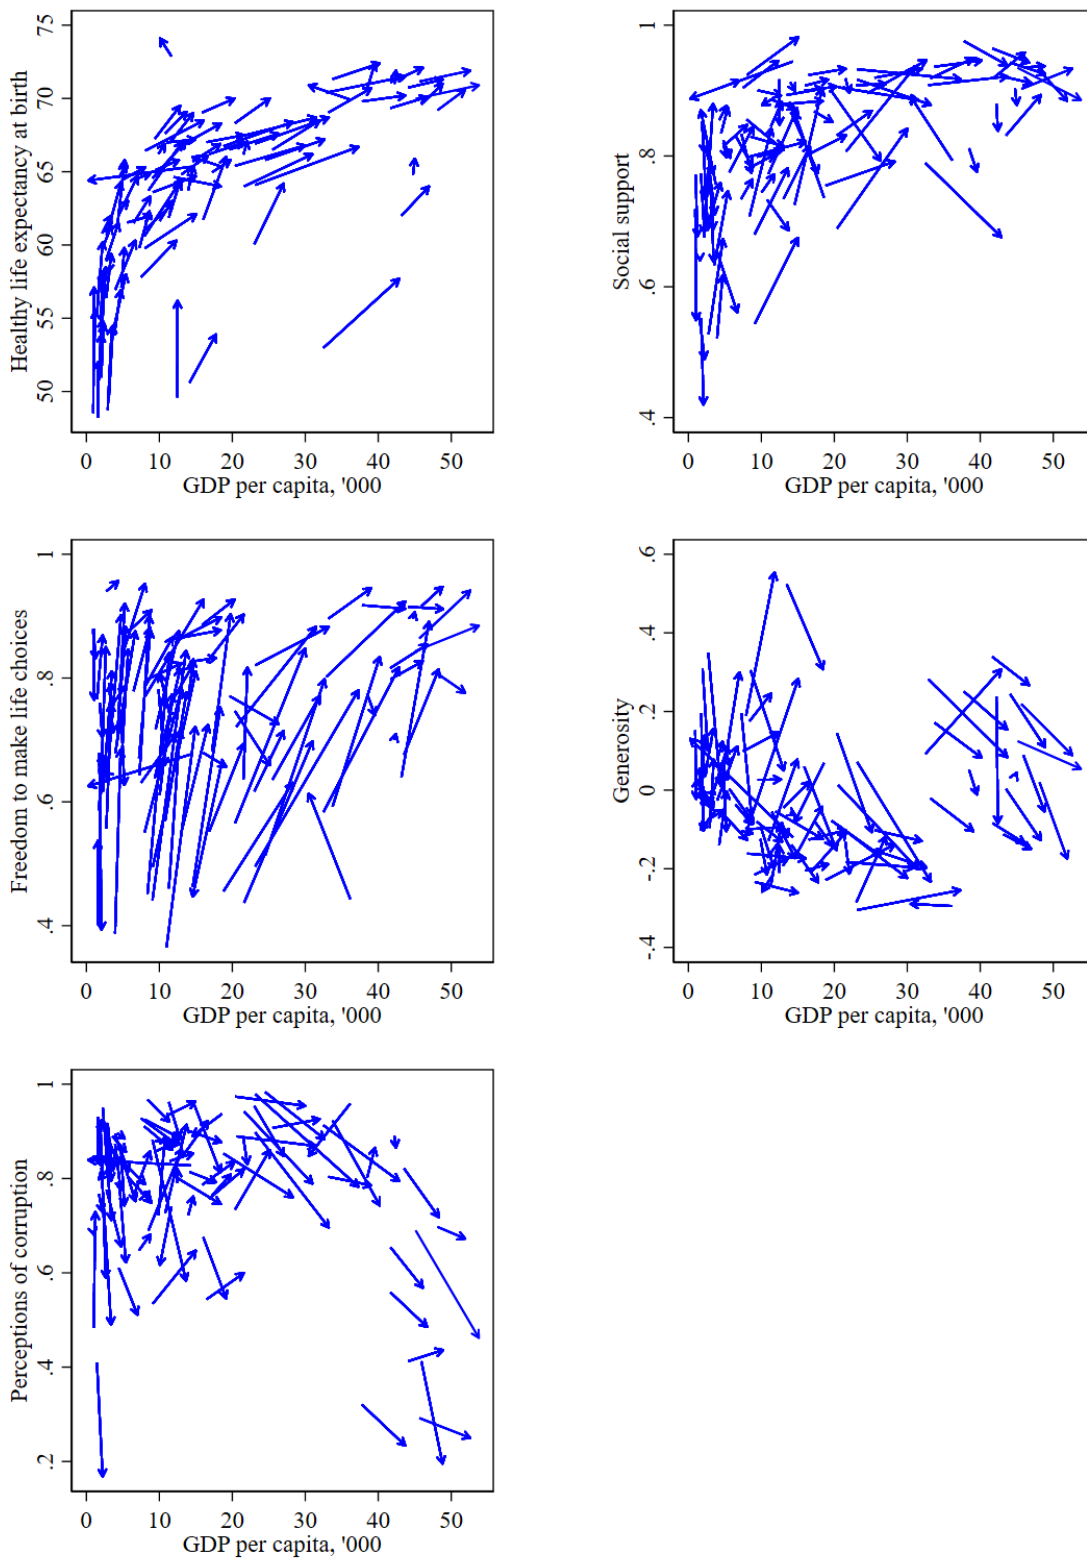 Healthy life expectancy at birth
75
70
65
60
55
50
0 10 20 30 40 50
GDP per capita, '000
Social support
1
.8
.6
.4
0 10 20 30 40 50
GDP per capita, '000
Freedom to make life choices
1
.8
.6
.4
0 10 20 30 40 50
GDP per capita, '000
Generosity
.6
.4
.2
0
-.2
-.4
0 10 20 30 40 50
GDP per capita, '000
Perceptions of corruption
1
.8
.6
.4
.2
0 10 20 30 40 50
GDP per capita, '000